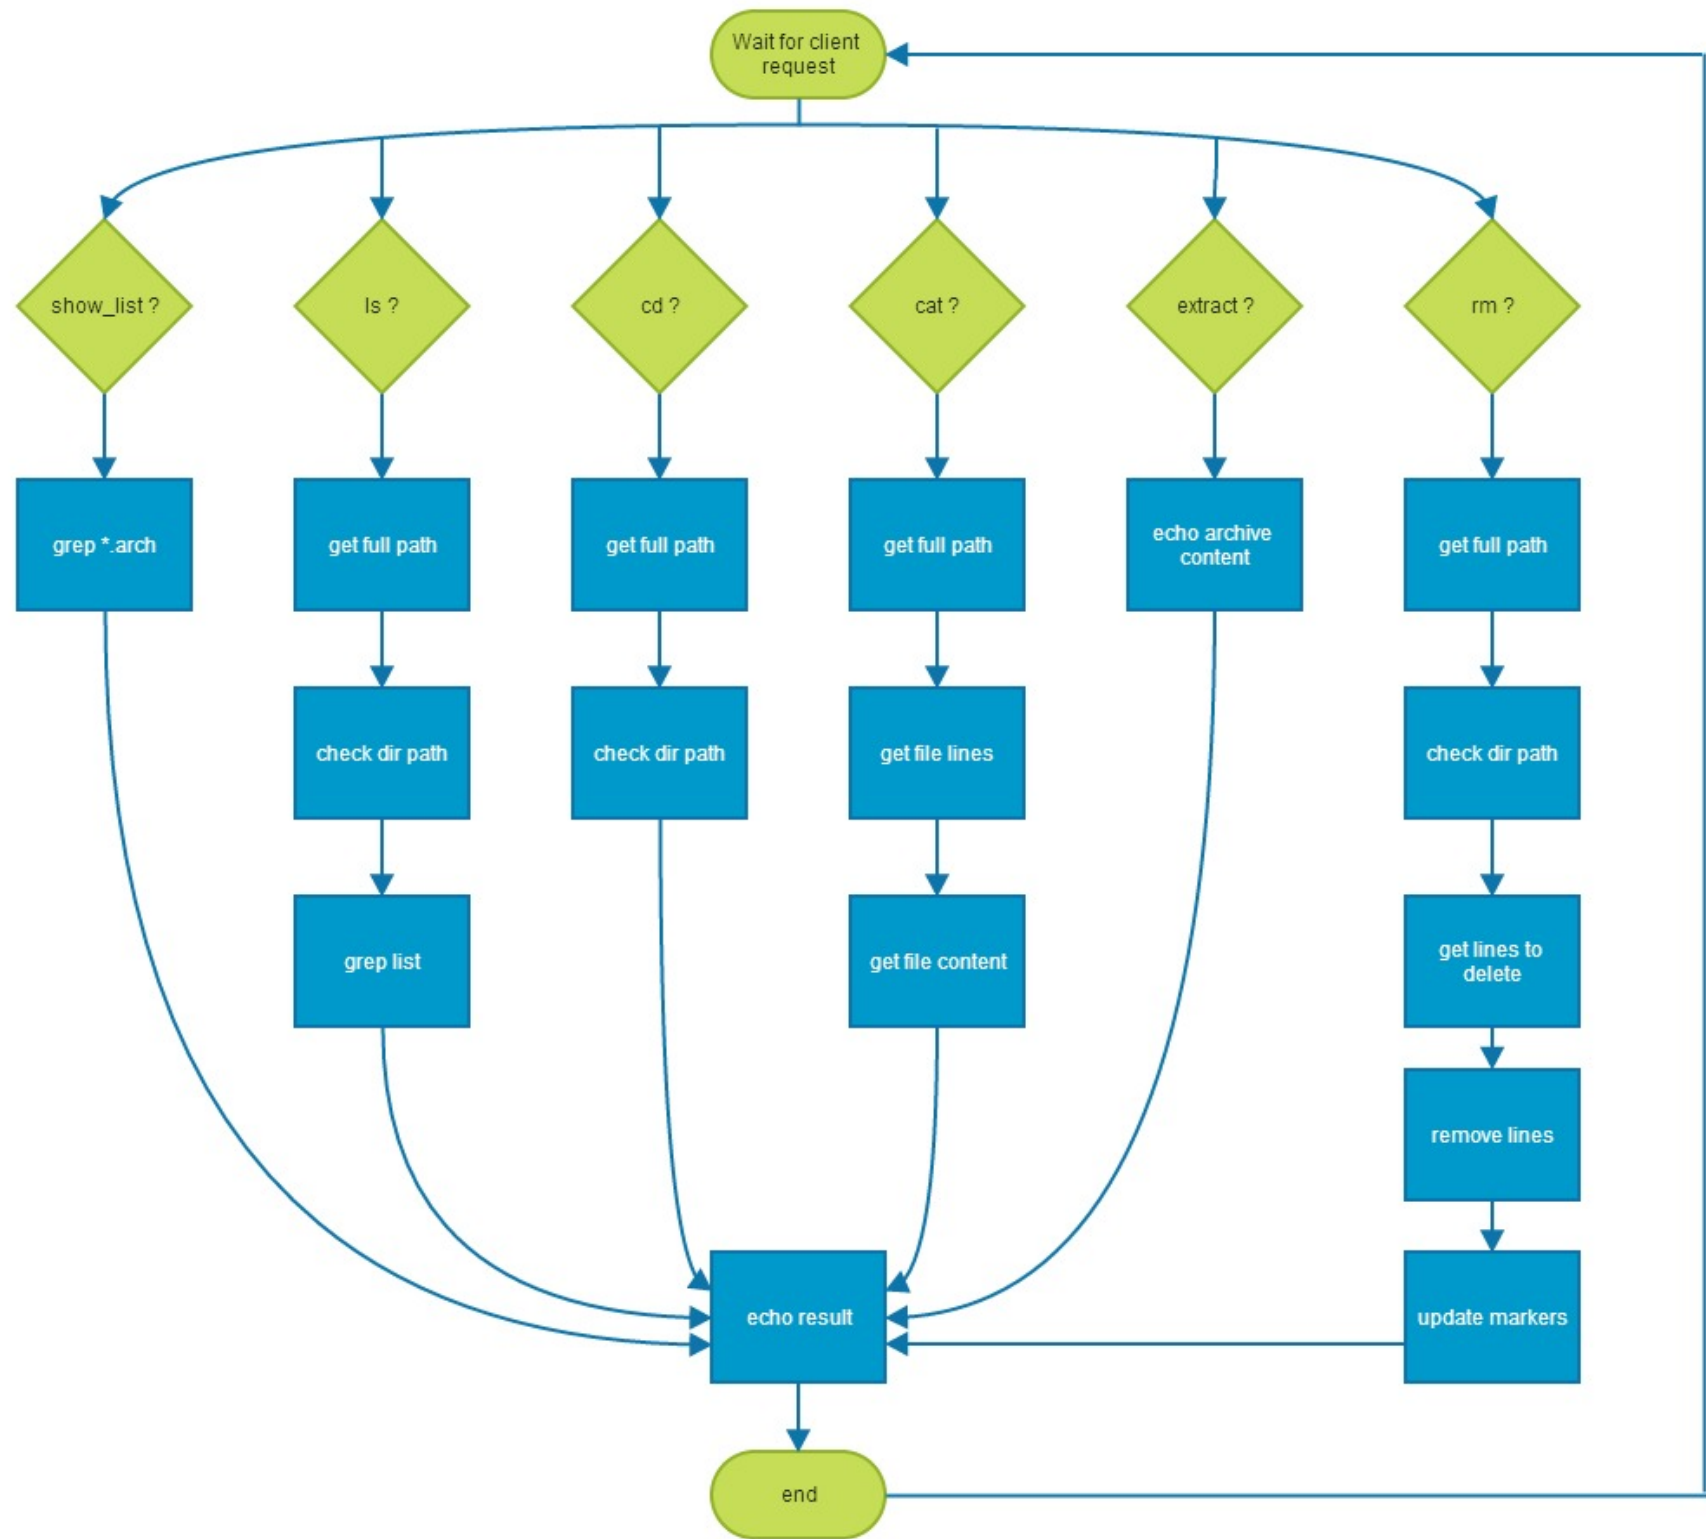 Wait for client
request
show_list ?
ls ?
cd ?
cat ?
extract ?
rm ?
grep *.arch
get full path
get full path
get full path
echo archive
content
get full path
check dir path
check dir path
get file lines
check dir path
grep list
get file content
get lines to
delete
remove lines
echo result
update markers
end